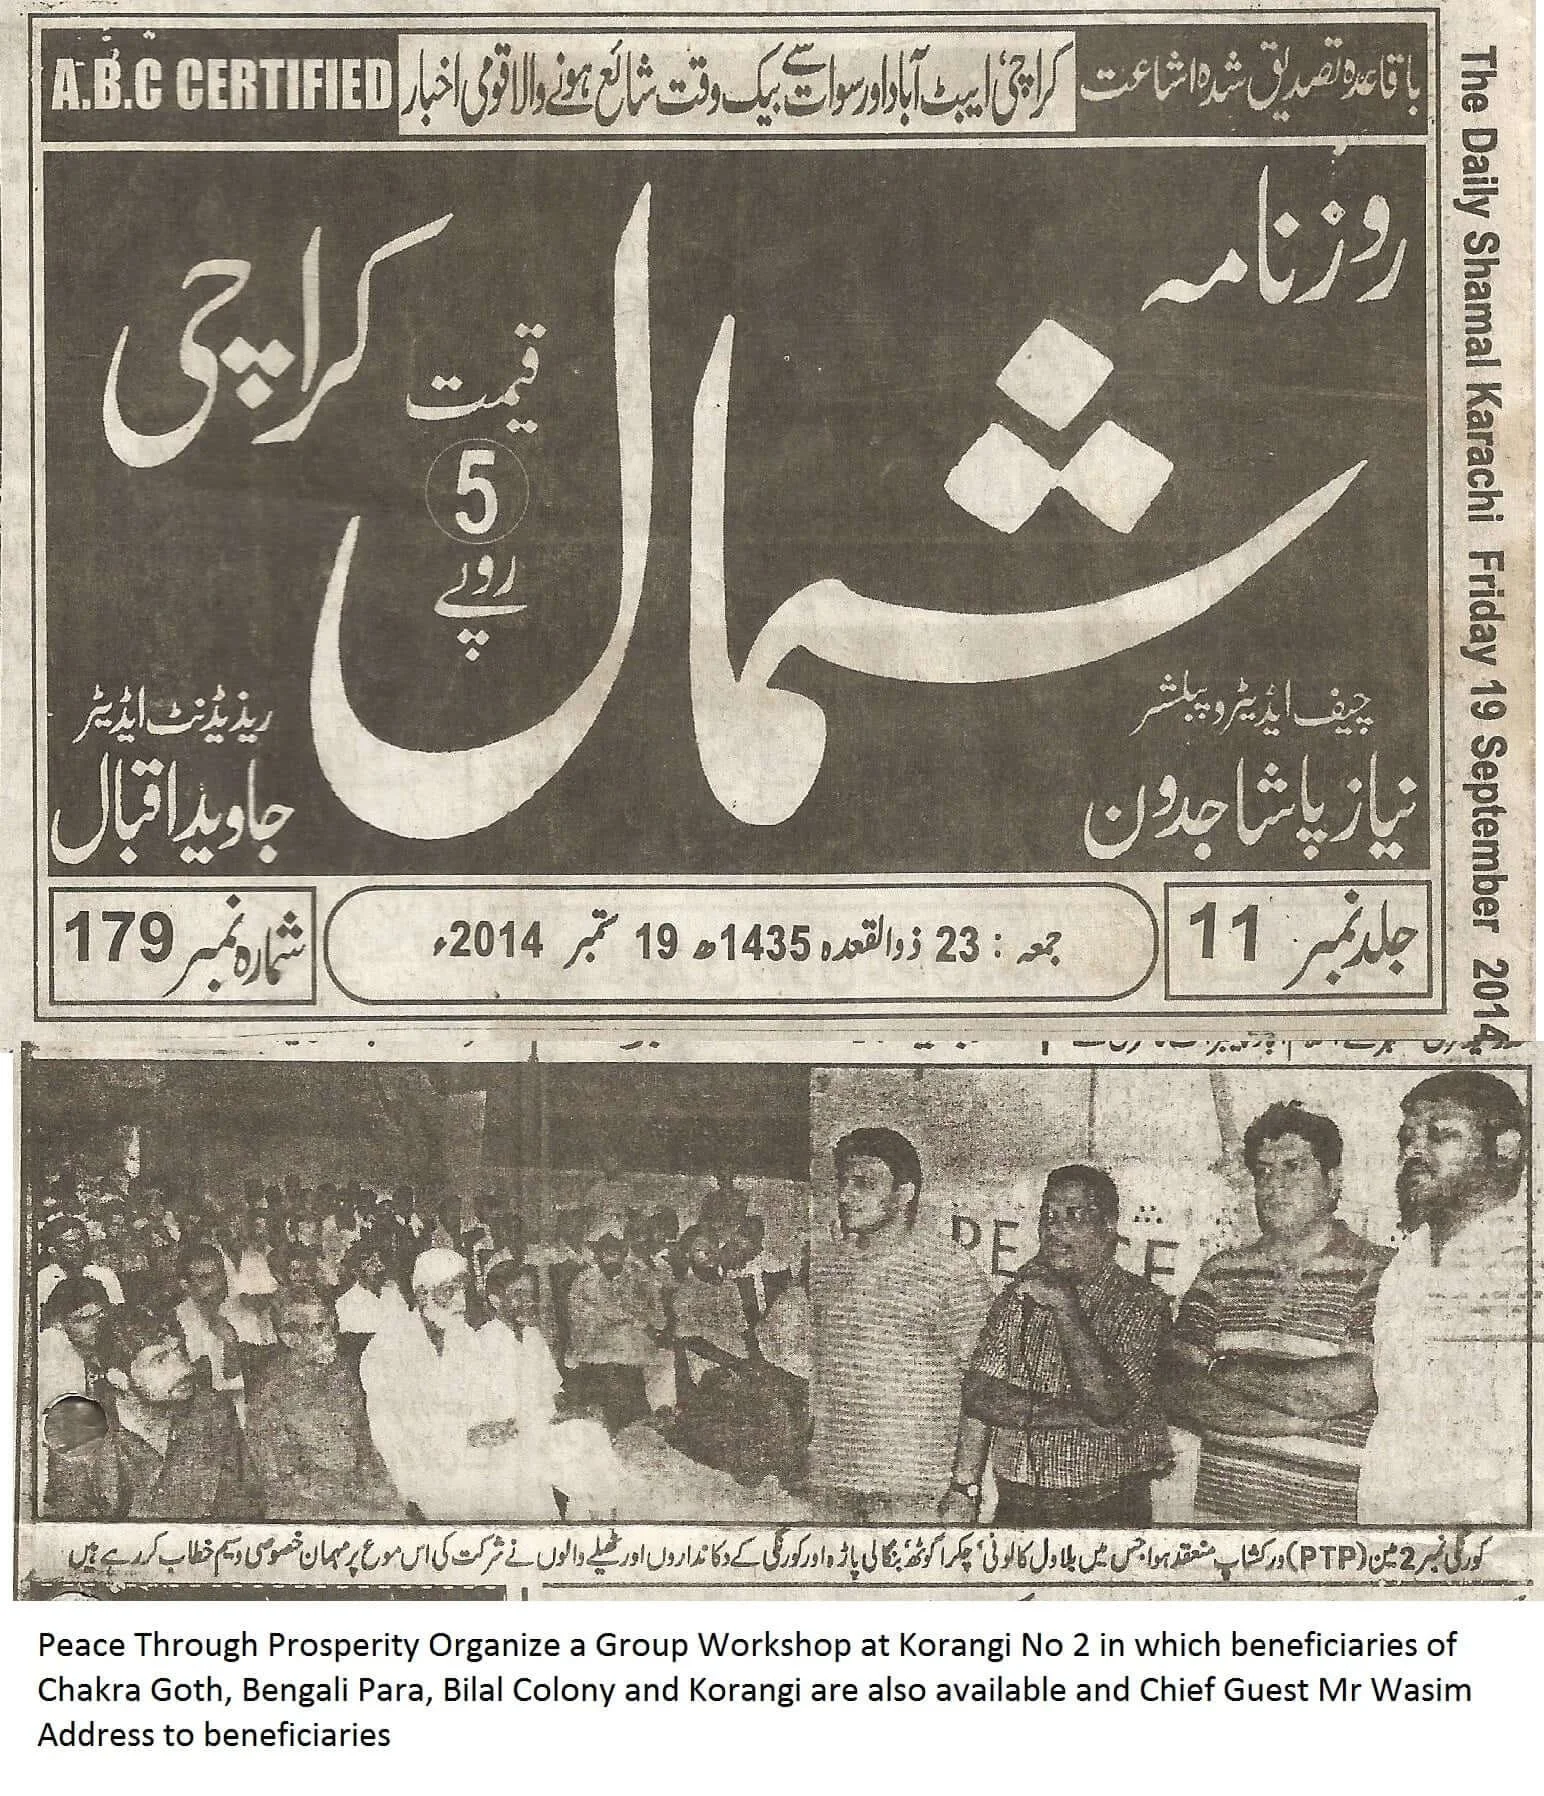 باقاعدہ تصدیق شدہ اشاعت
کراچی، ایبٹ آباد اور سوات سے بیک وقت شائع ہونے والا قومی اخبار
A.B.C CERTIFIED
روزنامہ
شمال
کراچی
قیمت
5
روپے
چیف ایڈیٹر و پبلشر
نیاز پاشا جدون
ریذیڈنٹ ایڈیٹر
جاوید اقبال
جلد نمبر 11
جمعہ : 23 ذوالقعدہ 1435ھ 19 ستمبر 2014ء
شمارہ نمبر 179
The Daily Shamal Karachi Friday 19 September 2014
کورنگی نمبر 2 مین (PTP) ورکشاپ منعقد ہوا، جس میں بلاول کالونی' چکرا گوٹھ' بنگالی پاڑہ اور کورنگی کے دکانداروں اور ٹھیلے والوں نے شرکت کی اس موع پر مہمان خصوصی وسیم خطاب کر رہے ہیں
Peace Through Prosperity Organize a Group Workshop at Korangi No 2 in which beneficiaries of
Chakra Goth, Bengali Para, Bilal Colony and Korangi are also available and Chief Guest Mr Wasim
Address to beneficiaries